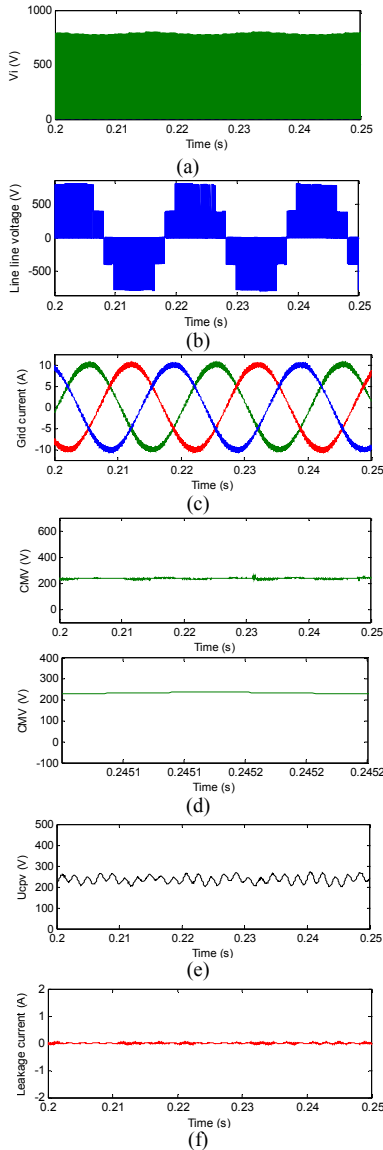 1000
500
0
Vi (V)
0.2 0.21 0.22 0.23 0.24 0.25
Time (s)
(a)
500
0
-500
Line line voltage (V)
0.2 0.21 0.22 0.23 0.24 0.25
Time (s)
(b)
10
5
0
-5
-10
Grid current (A)
0.2 0.21 0.22 0.23 0.24 0.25
Time (s)
(c)
600
400
200
0
CMV (V)
0.2 0.21 0.22 0.23 0.24 0.25
Time (s)
400
300
200
100
0
-100
CMV (V)
0.2451 0.2451 0.2452 0.2452 0.2452
Time (s)
(d)
500
400
300
200
100
0
Ucpv (V)
0.2 0.21 0.22 0.23 0.24 0.25
Time (s)
(e)
2
1
0
-1
-2
Leakage current (A)
0.2 0.21 0.22 0.23 0.24 0.25
Time (s)
(f)